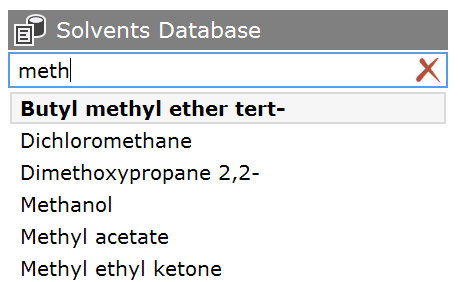 Solvents Database
meth
Butyl methyl ether tert-
Dichloromethane
Dimethoxypropane 2,2-
Methanol
Methyl acetate
Methyl ethyl ketone